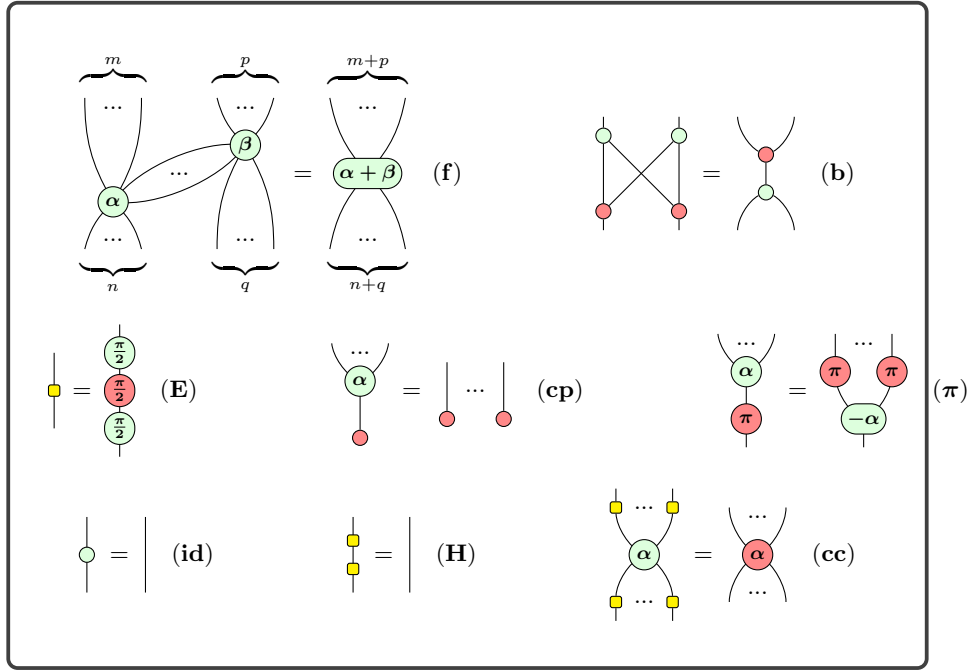 m p m+p
... ... ...
β
... = α + β (f) = (b)
α
... ... ...
n q n+q
π/2 ... ... ...
= π/2 (E) α = ... (cp) α = π π (π)
π/2 π −α
... ...
= (id) = (H) α = α (cc)
... ...